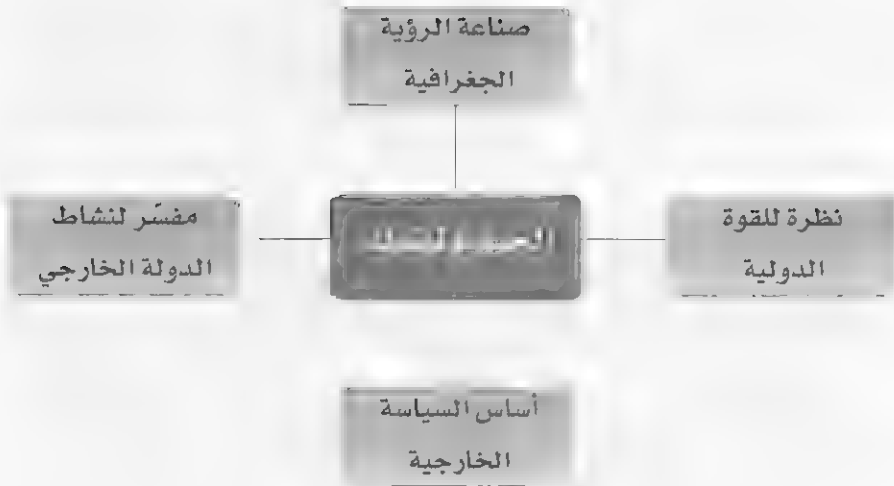 صناعة الرؤية
الجغرافية
نظرة للقوة
الدولية
مفسّر لنشاط
الدولة الخارجي
أساس السياسة
الخارجية